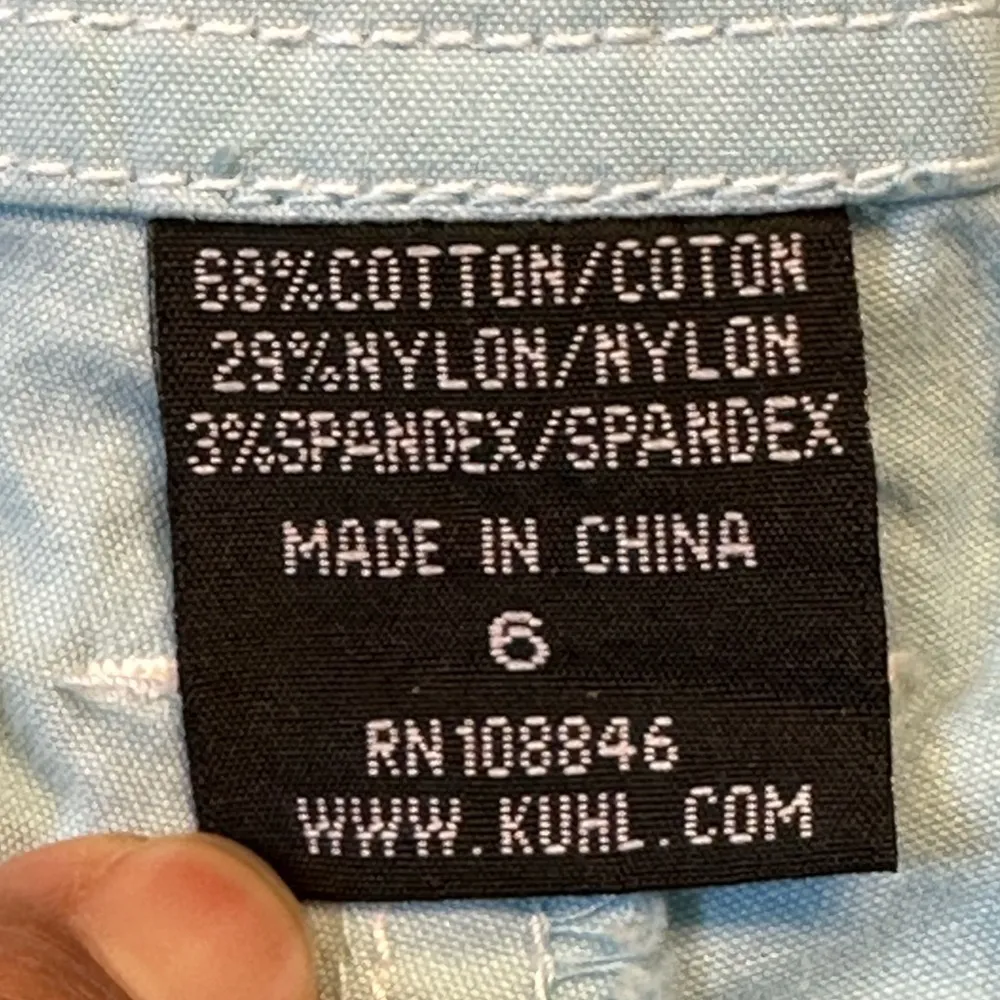 68%COTTON/COTON
29%NYLON/NYLON
3%SPANDEX/SPANDEX
MADE IN CHINA
6
RN108846
WWW.KUHL.COM